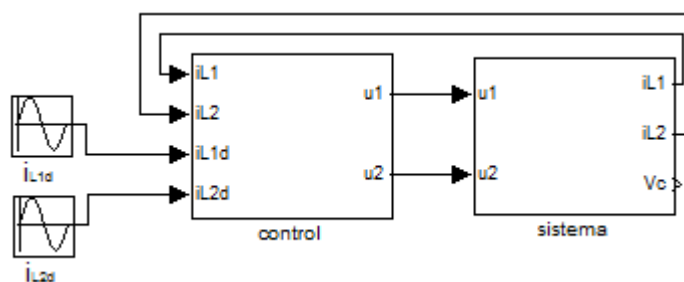 iL1
iL2
iL1d
iL2d
u1
u2
control
u1
u2
iL1
iL2
Vc
sistema
iL1d
iL2d